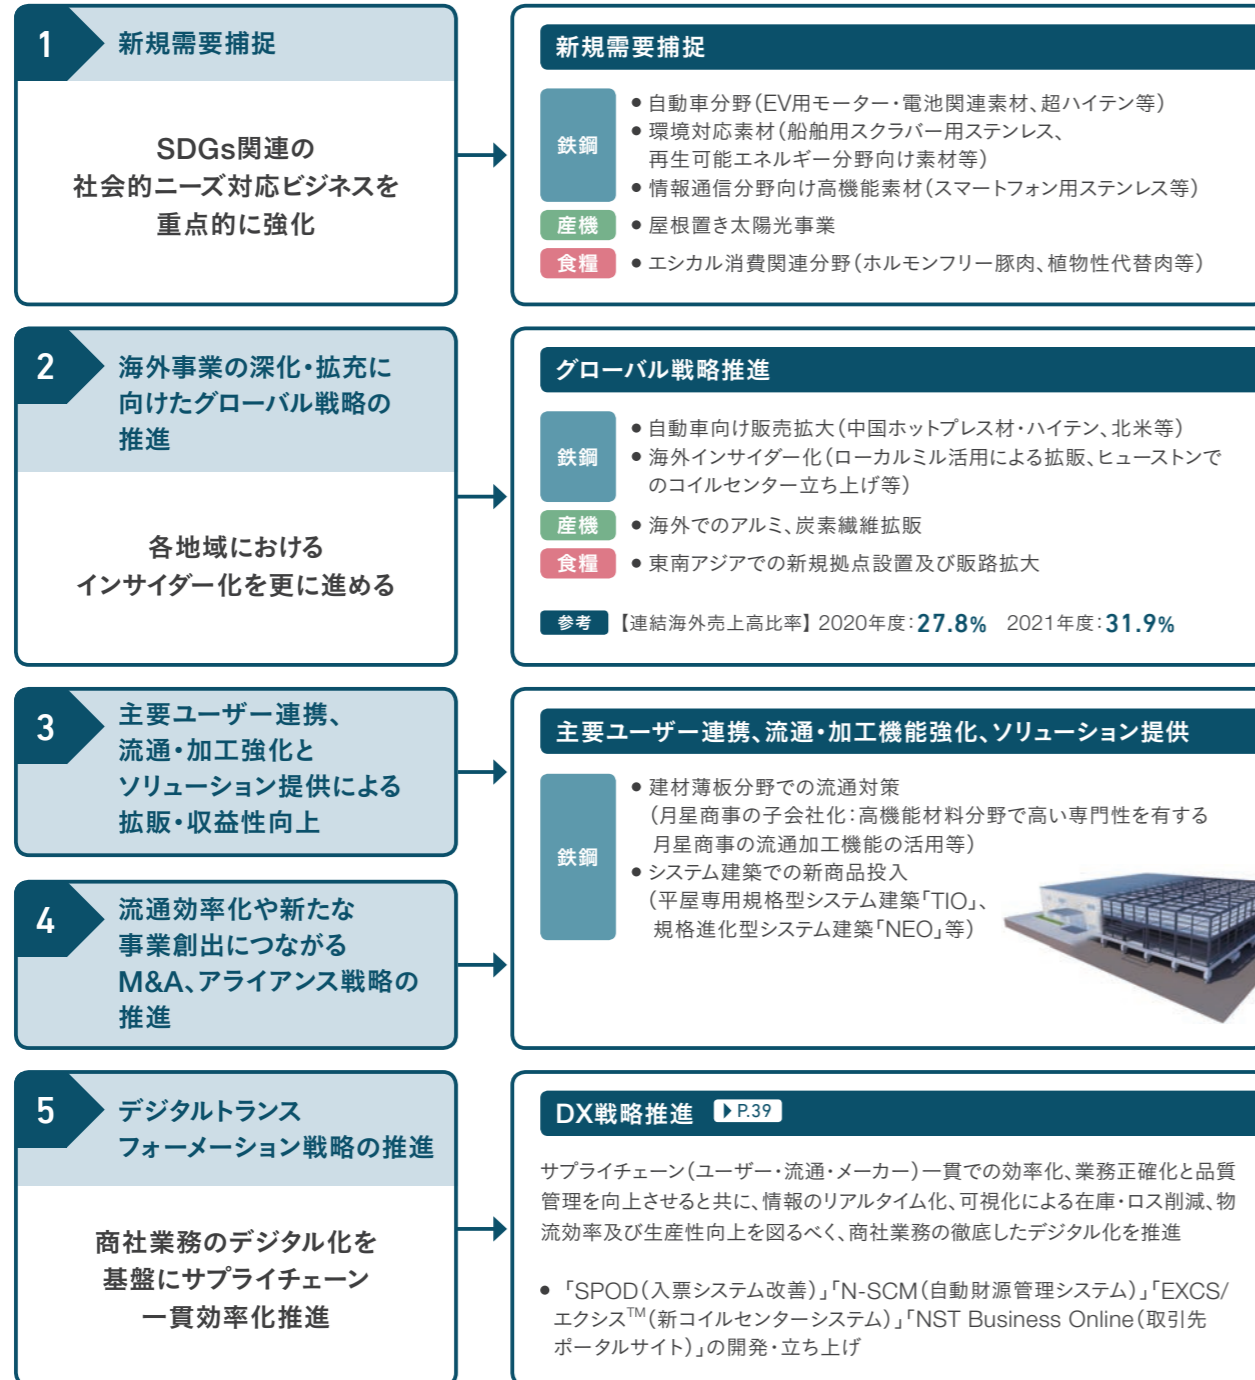 1
新規需要捕捉
SDGs関連の
社会的ニーズ対応ビジネスを
重点的に強化
新規需要捕捉
鉄鋼
● 自動車分野(EV用モーター・電池関連素材、超ハイテン等)
● 環境対応素材(船舶用スクラバー用ステンレス、
再生可能エネルギー分野向け素材等)
● 情報通信分野向け高機能素材(スマートフォン用ステンレス等)
産機
● 屋根置き太陽光事業
食糧
● エシカル消費関連分野(ホルモンフリー豚肉、植物性代替肉等)
2
海外事業の深化・拡充に
向けたグローバル戦略の
推進
各地域における
インサイダー化を更に進める
グローバル戦略推進
鉄鋼
● 自動車向け販売拡大(中国ホットプレス材・ハイテン、北米等)
● 海外インサイダー化(ローカルミル活用による拡販、ヒューストンで
のコイルセンター立ち上げ等)
産機
● 海外でのアルミ、炭素繊維拡販
食糧
● 東南アジアでの新規拠点設置及び販路拡大
参考 【連結海外売上高比率】 2020年度:27.8% 2021年度:31.9%
3
主要ユーザー連携、
流通・加工強化と
ソリューション提供による
拡販・収益性向上
4
流通効率化や新たな
事業創出につながる
M&A、アライアンス戦略の
推進
主要ユーザー連携、流通・加工機能強化、ソリューション提供
鉄鋼
● 建材薄板分野での流通対策
(月星商事の子会社化:高機能材料分野で高い専門性を有する
月星商事の流通加工機能の活用等)
● システム建築での新商品投入
(平屋専用規格型システム建築「TIO」、
規格進化型システム建築「NEO」等)
5
デジタルトランス
フォーメーション戦略の推進
商社業務のデジタル化を
基盤にサプライチェーン
一貫効率化推進
DX戦略推進 ▶P.39
サプライチェーン(ユーザー・流通・メーカー)一貫での効率化、業務正確化と品質
管理を向上させると共に、情報のリアルタイム化、可視化による在庫・ロス削減、物
流効率及び生産性向上を図るべく、商社業務の徹底したデジタル化を推進
● 「SPOD(入票システム改善)」「N-SCM(自動財源管理システム)」「EXCS/
エクシス™(新コイルセンターシステム)」「NST Business Online(取引先
ポータルサイト)」の開発・立ち上げ